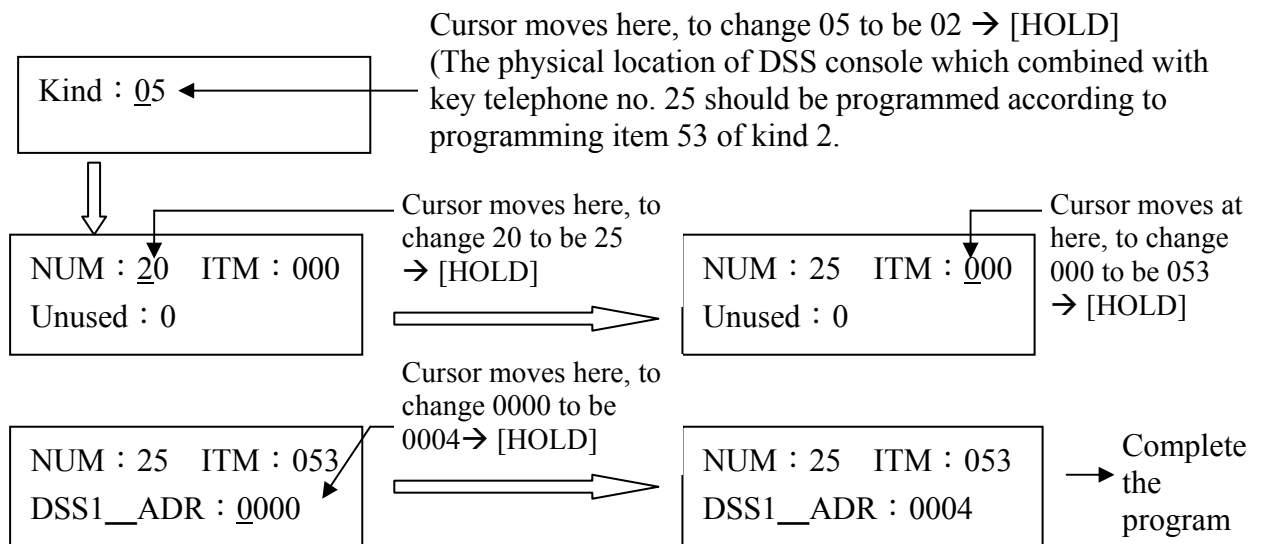 Cursor moves here, to change 05 to be 02 → [HOLD]
(The physical location of DSS console which combined with
key telephone no. 25 should be programmed according to
programming item 53 of kind 2.
Kind：05
Cursor moves here, to
change 20 to be 25
→ [HOLD]
Cursor moves at
here, to change
000 to be 053
→ [HOLD]
NUM：20 ITM：000
Unused：0
NUM：25 ITM：000
Unused：0
Cursor moves here, to
change 0000 to be
0004→ [HOLD]
NUM：25 ITM：053
DSS1__ADR：0000
NUM：25 ITM：053
DSS1__ADR：0004
Complete
the
program